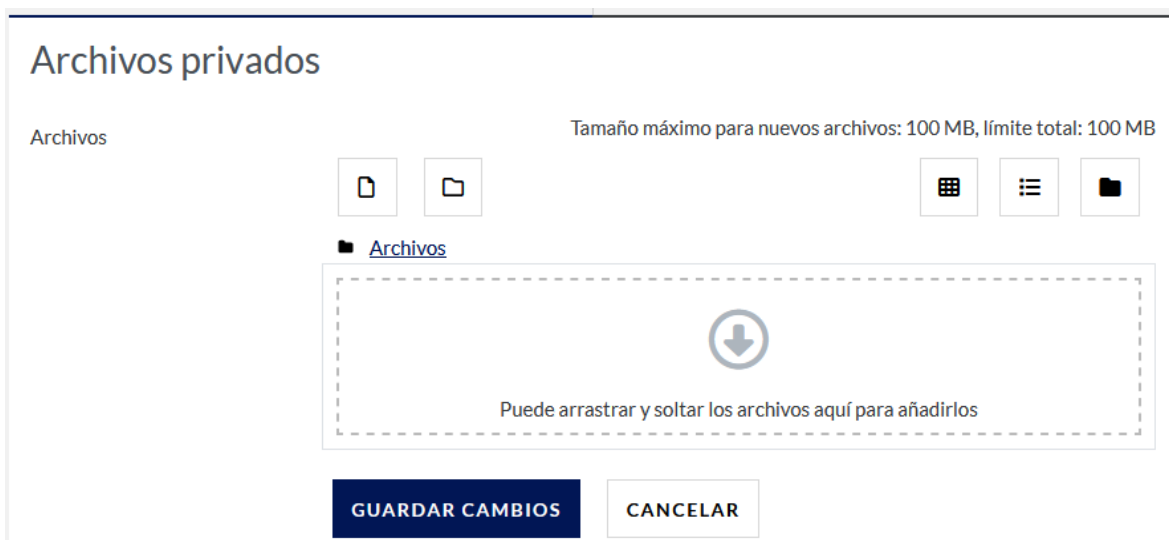 Archivos privados
Archivos
Tamaño máximo para nuevos archivos: 100 MB, límite total: 100 MB
Archivos
Puede arrastrar y soltar los archivos aquí para añadirlos
GUARDAR CAMBIOS
CANCELAR